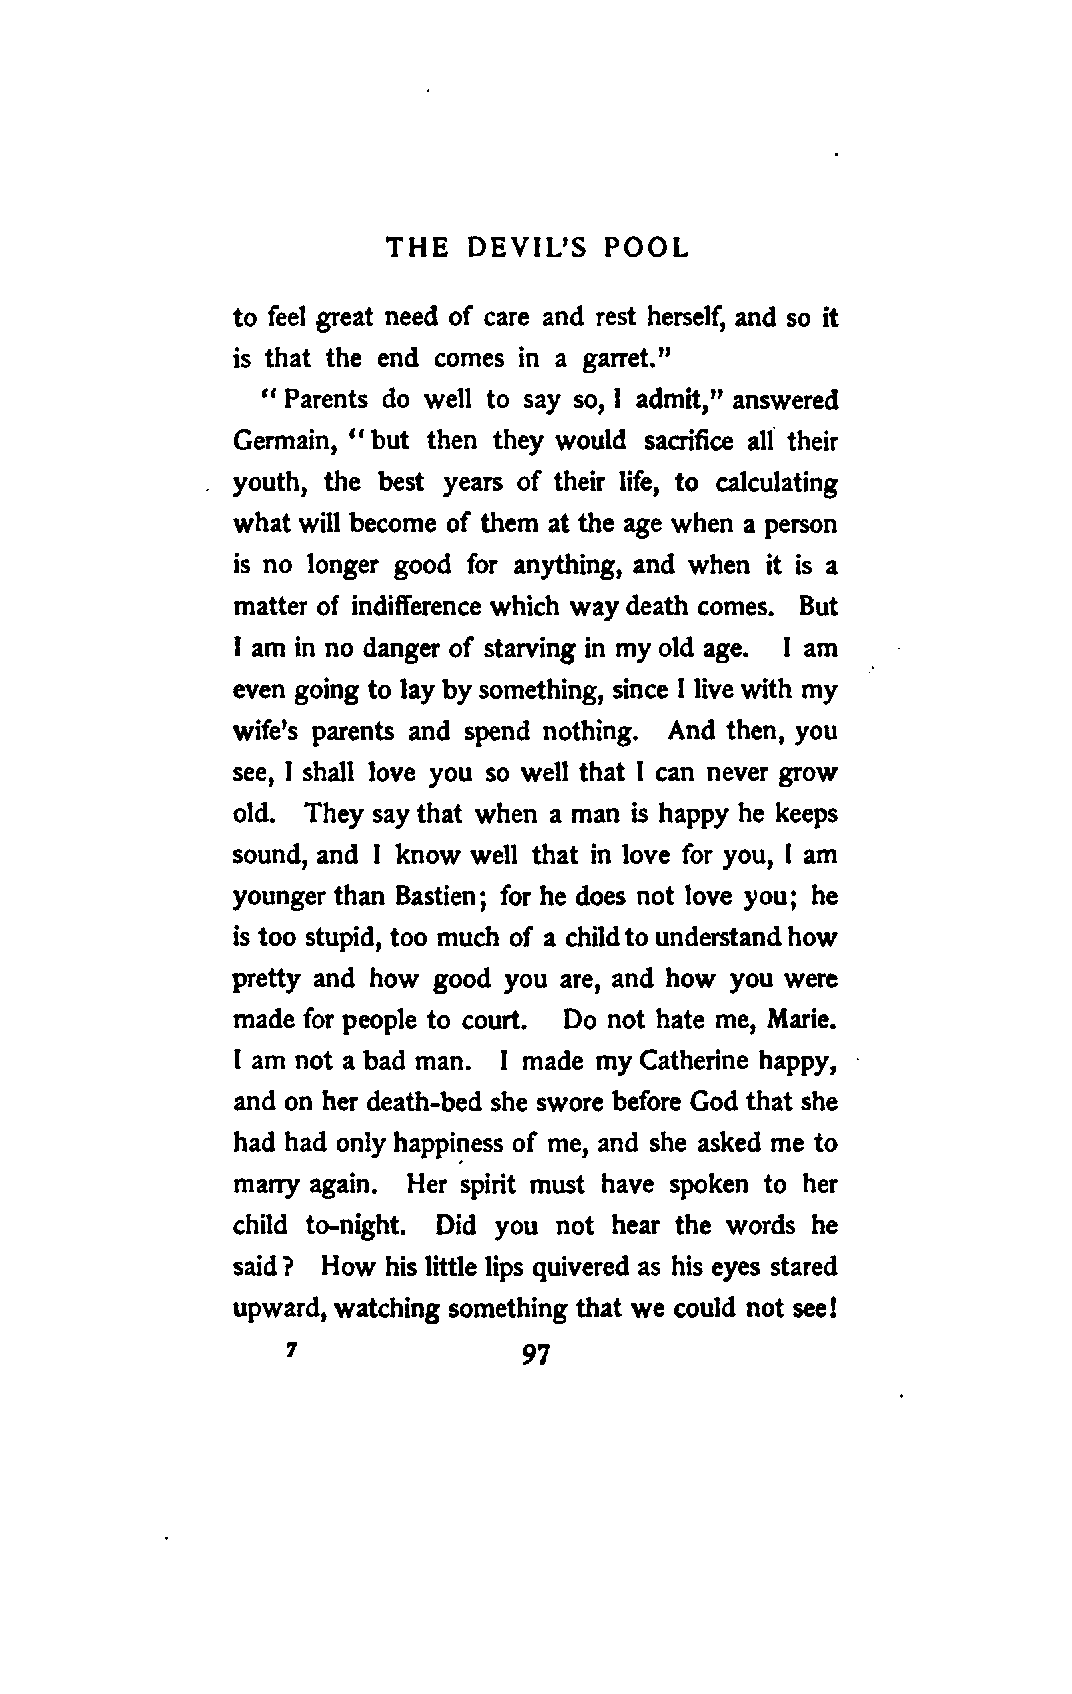 THE DEVIL'S POOL
to feel great need of care and rest herself, and so it
is that the end comes in a garret."
"Parents do well to say so, I admit," answered
Germain, "but then they would sacrifice all their
youth, the best years of their life, to calculating
what will become of them at the age when a person
is no longer good for anything, and when it is a
matter of indifference which way death comes. But
I am in no danger of starving in my old age. I am
even going to lay by something, since I live with my
wife's parents and spend nothing. And then, you
see, I shall love you so well that I can never grow
old. They say that when a man is happy he keeps
sound, and I know well that in love for you, I am
younger than Bastien; for he does not love you; he
is too stupid, too much of a child to understand how
pretty and how good you are, and how you were
made for people to court. Do not hate me, Marie.
I am not a bad man. I made my Catherine happy,
and on her death-bed she swore before God that she
had had only happiness of me, and she asked me to
marry again. Her spirit must have spoken to her
child to-night. Did you not hear the words he
said? How his little lips quivered as his eyes stared
upward, watching something that we could not see!
7 97